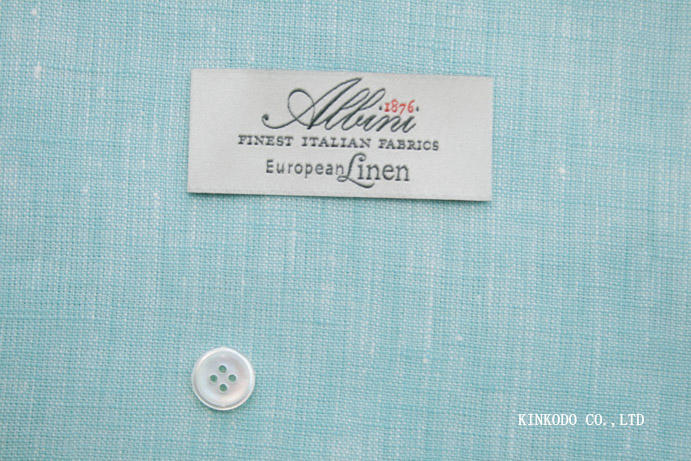 Albini ·1876·
FINEST ITALIAN FABRICS
European Linen
KINKODO CO.,LTD